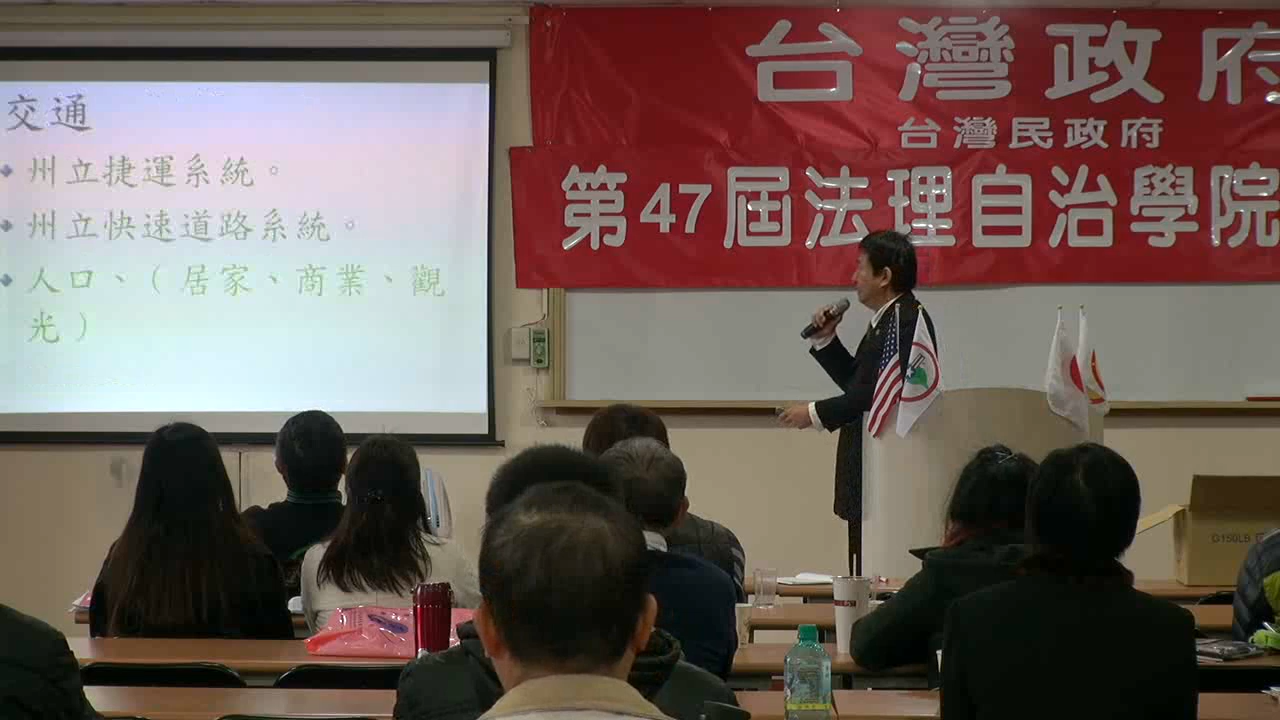 交通
州立捷運系統。
州立快速道路系統。
人口、(居家、商業、觀
光)
台灣政府
台灣民政府
第47屆法理自治學院
G150LB